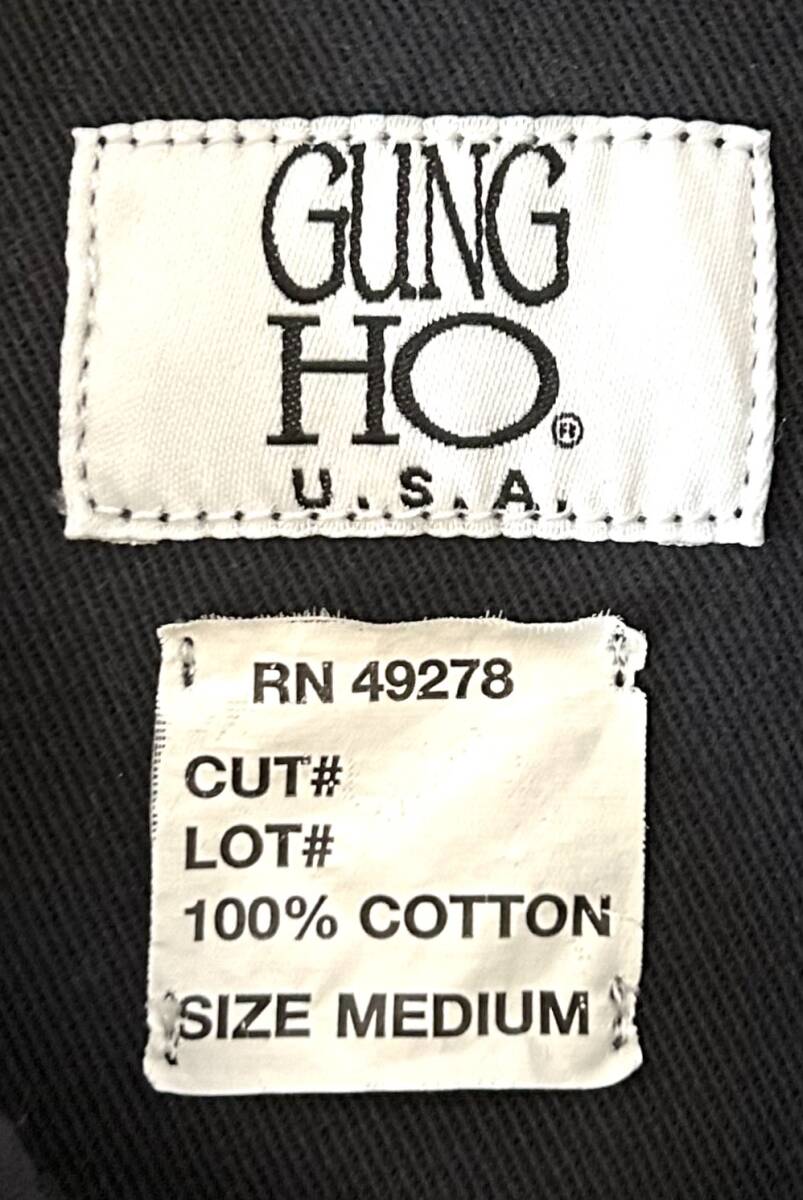 GUNG
HO®
U.S.A.
RN 49278
CUT#
LOT#
100% COTTON
SIZE MEDIUM